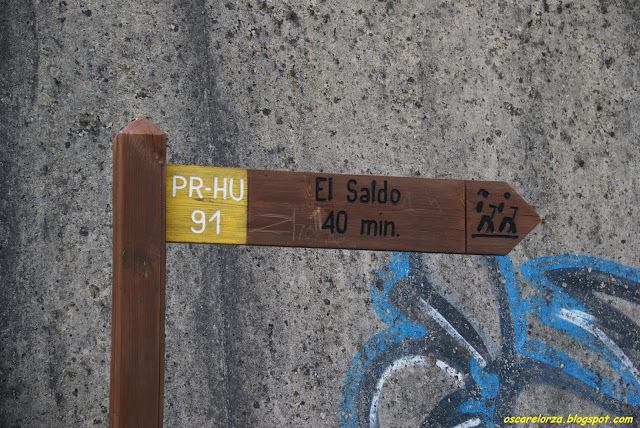 PR-HU
91
El Saldo
40 min.
oscarelorza.blogspot.com